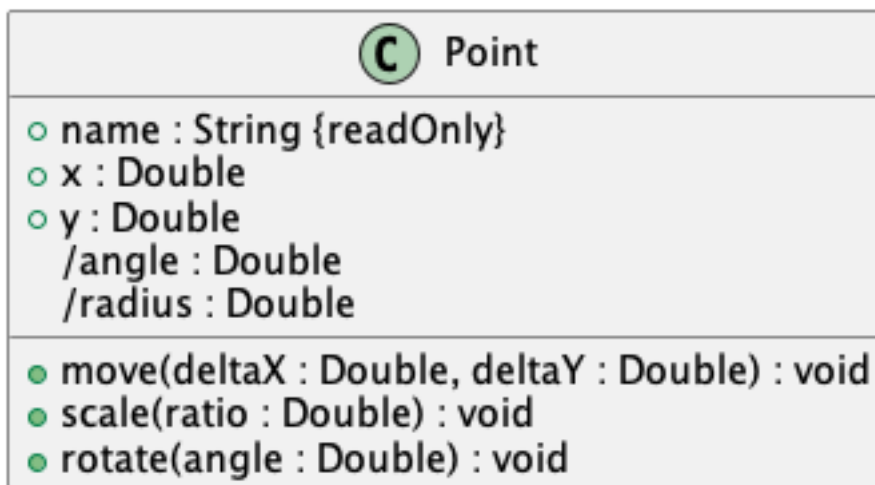 C Point
name : String {readOnly}
x : Double
y : Double
/angle : Double
/radius : Double
move(deltaX : Double, deltaY : Double) : void
scale(ratio : Double) : void
rotate(angle : Double) : void